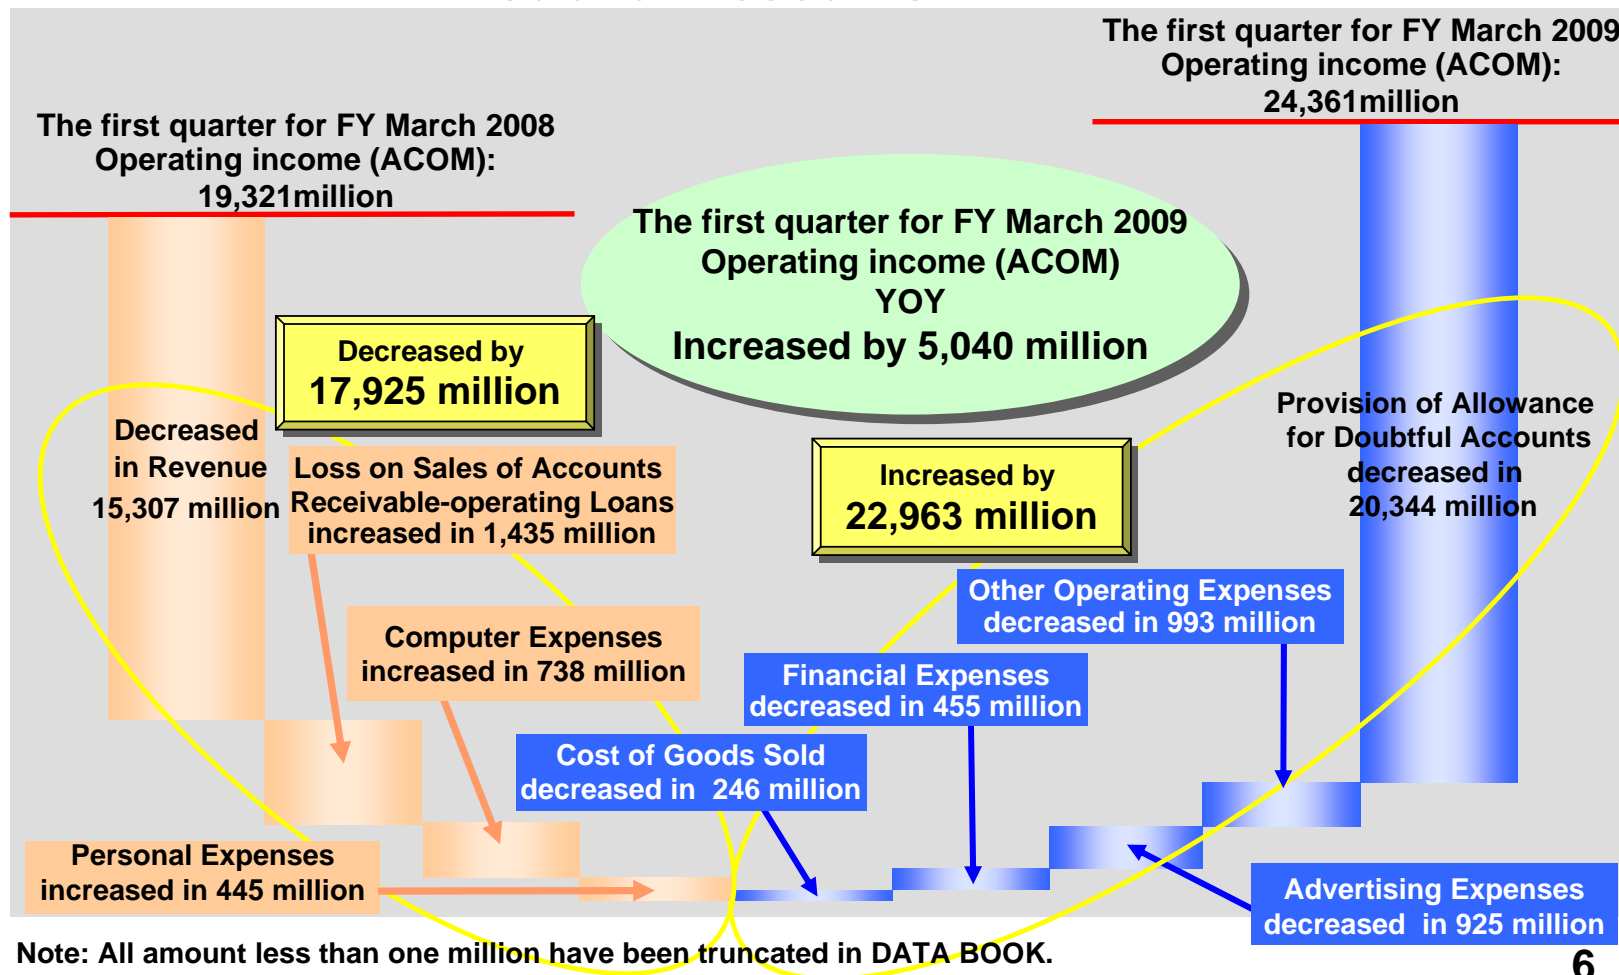 The first quarter for FY March 2009
Operating income (ACOM):
24,361million
The first quarter for FY March 2008
Operating income (ACOM):
19,321million
The first quarter for FY March 2009
Operating income (ACOM)
YOY
Increased by 5,040 million
Decreased by
17,925 million
Decreased
in Revenue
15,307 million
Loss on Sales of Accounts
Receivable-operating Loans
increased in 1,435 million
Increased by
22,963 million
Provision of Allowance
for Doubtful Accounts
decreased in
20,344 million
Other Operating Expenses
decreased in 993 million
Computer Expenses
increased in 738 million
Financial Expenses
decreased in 455 million
Cost of Goods Sold
decreased in  246 million
Personal Expenses
increased in 445 million
Advertising Expenses
decreased  in 925 million
Note: All amount less than one million have been truncated in DATA BOOK.
6